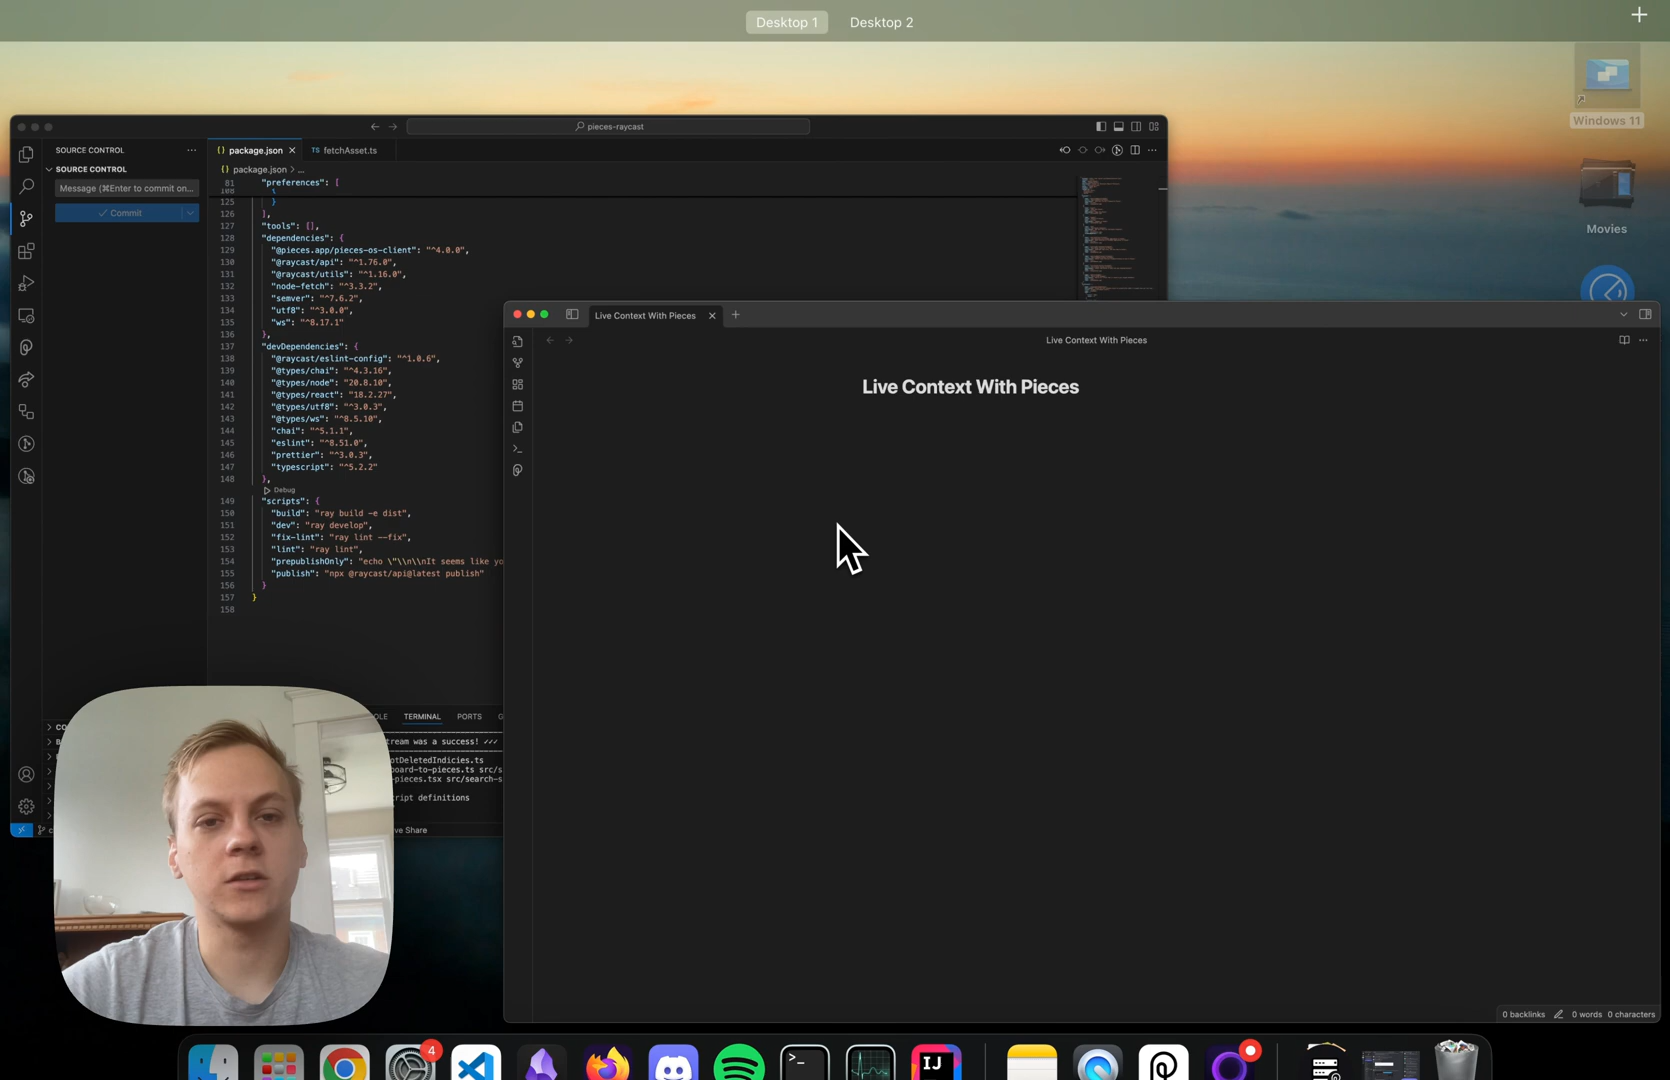 Desktop 1
Desktop 2
Windows 11
Movies
pieces-raycast
SOURCE CONTROL
SOURCE CONTROL
Message (⌘Enter to commit on...
Commit
package.json
fetchAsset.ts
package.json > ...
81 "preferences": [
108 {
125 }
126 ],
127 "tools": [],
128 "dependencies": {
129 "@pieces.app/pieces-os-client": "^4.0.0",
130 "@raycast/api": "^1.76.0",
131 "@raycast/utils": "^1.16.0",
132 "node-fetch": "^3.3.2",
133 "semver": "^7.6.2",
134 "utf8": "^3.0.0",
135 "ws": "^8.17.1"
136 },
137 "devDependencies": {
138 "@raycast/eslint-config": "^1.0.6",
139 "@types/chai": "^4.3.16",
140 "@types/node": "20.8.10",
141 "@types/react": "18.2.27",
142 "@types/utf8": "^3.0.3",
143 "@types/ws": "^8.5.10",
144 "chai": "^5.1.1",
145 "eslint": "^8.51.0",
146 "prettier": "^3.0.3",
147 "typescript": "^5.2.2"
148 },
Debug
149 "scripts": {
150 "build": "ray build -e dist",
151 "dev": "ray develop",
152 "fix-lint": "ray lint --fix",
153 "lint": "ray lint",
154 "prepublishOnly": "echo \"\\n\\nIt seems like yo
155 "publish": "npx @raycast/api@latest publish"
156 }
157 }
158
OLE
TERMINAL
PORTS
tream was a success! ✓✓✓
otDeletedIndicies.ts
board-to-pieces.ts src/s
-pieces.tsx src/search-s
cript definitions
ve Share
Live Context With Pieces
Live Context With Pieces
Live Context With Pieces
0 backlinks
0 words
0 characters
4
IJ